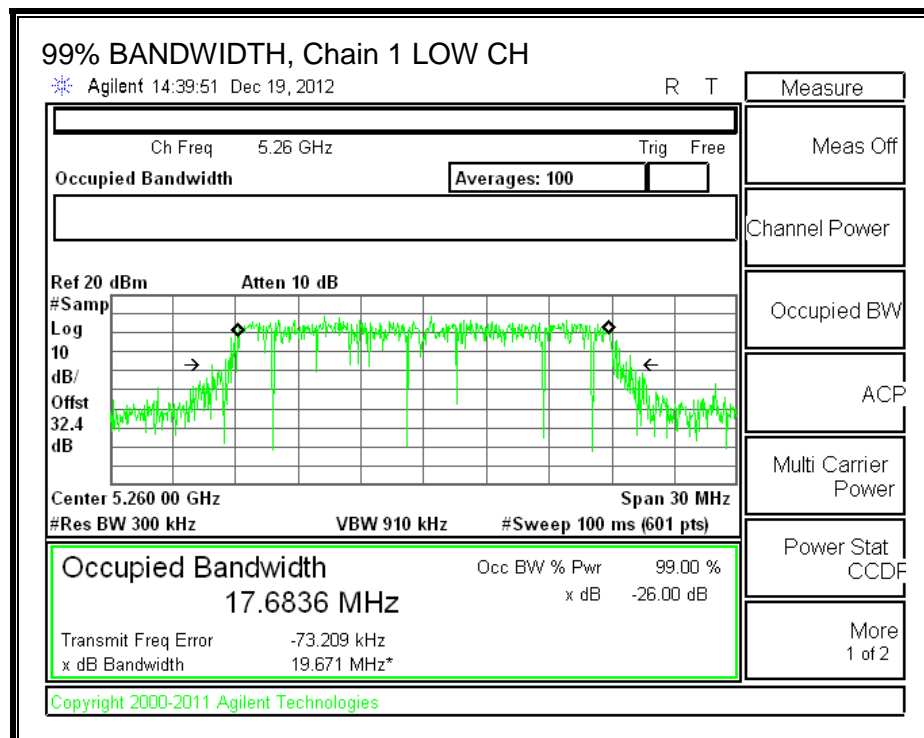 99% BANDWIDTH, Chain 1 LOW CH
Agilent 14:39:51 Dec 19, 2012 R T
Ch Freq 5.26 GHz Trig Free
Occupied Bandwidth Averages: 100
Ref 20 dBm Atten 10 dB
#Samp
Log
10
dB/
Offst
32.4
dB
Center 5.260 00 GHz Span 30 MHz
#Res BW 300 kHz VBW 910 kHz #Sweep 100 ms (601 pts)
Occupied Bandwidth Occ BW % Pwr 99.00 %
17.6836 MHz x dB -26.00 dB
Transmit Freq Error -73.209 kHz
x dB Bandwidth 19.671 MHz*
Copyright 2000-2011 Agilent Technologies
Measure
Meas Off
Channel Power
Occupied BW
ACP
Multi Carrier
Power
Power Stat
CCDF
More
1 of 2